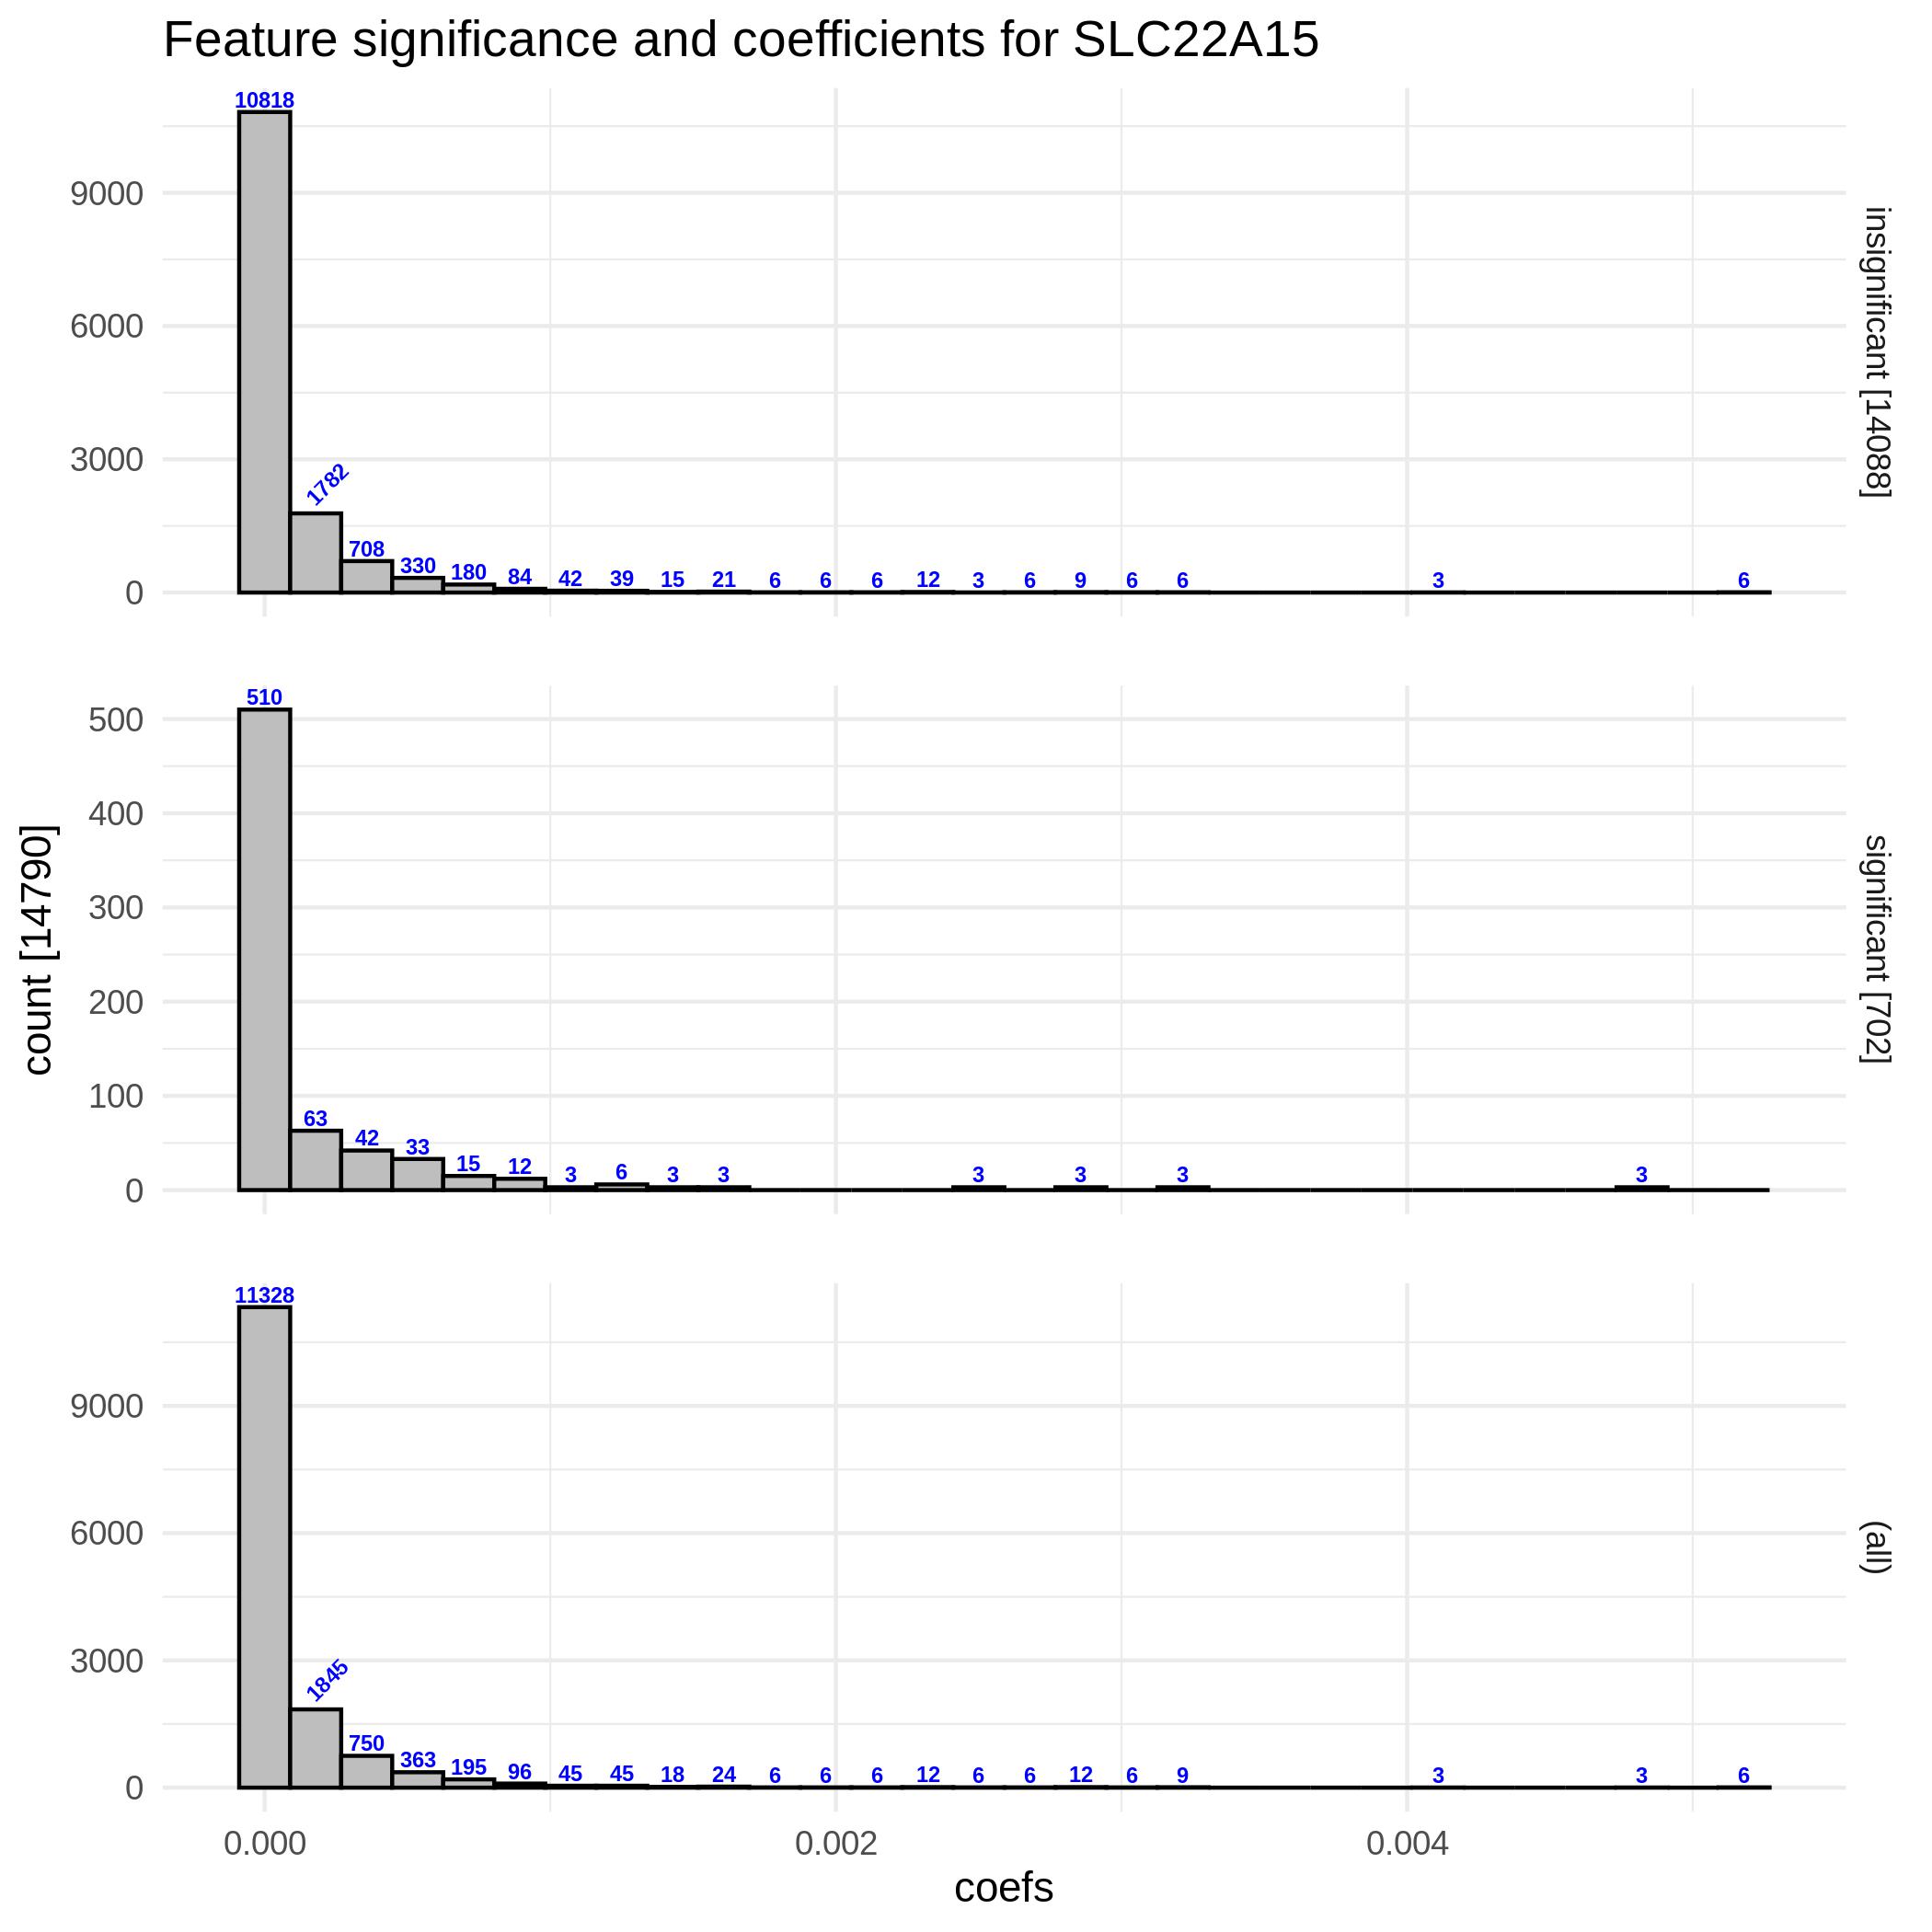 Feature significance and coefficients for SLC22A15
10818
9000
6000
3000
0
1782
708 330 180 84 42 39 15 21 6 6 6 12 3 6 9 6 6 3 6
insignificant [14088]
510
500
400
300
200
100
0
63 42 33 15 12 3 6 3 3 3 3 3 3
significant [702]
count [14790]
11328
9000
6000
3000
0
1845
750 363 195 96 45 45 18 24 6 6 6 12 6 6 12 6 9 3 3 6
(all)
0.000 0.002 0.004
coefs